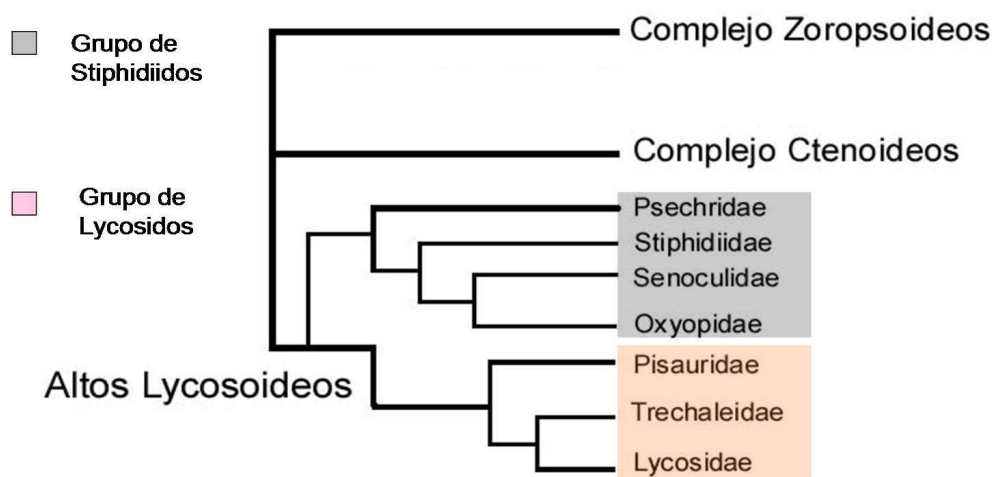 Grupo de
Stiphidiidos
Grupo de
Lycosidos
Complejo Zoropsoideos
Complejo Ctenoideos
Psechridae
Stiphidiidae
Senoculidae
Oxyopidae
Altos Lycosoideos
Pisauridae
Trechaleidae
Lycosidae